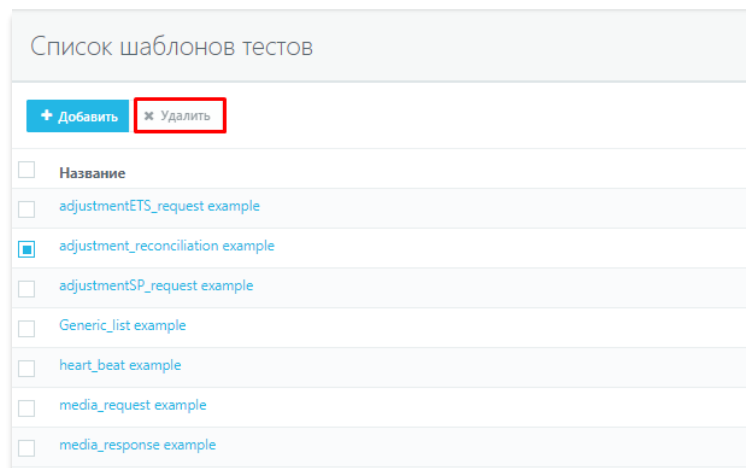 Список шаблонов тестов
Добавить Удалить
Название
adjustmentETS_request example
adjustment_reconciliation example
adjustmentSP_request example
Generic_list example
heart_beat example
media_request example
media_response example